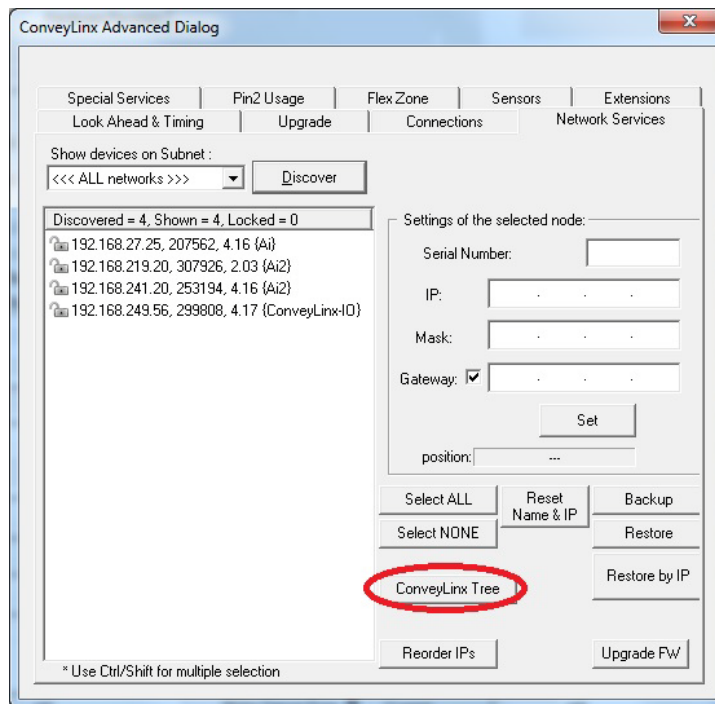 ConveyLinx Advanced Dialog
x
Special Services
Pin2 Usage
Flex Zone
Sensors
Extensions
Look Ahead & Timing
Upgrade
Connections
Network Services
Show devices on Subnet :
<<< ALL networks >>>
Discover
Discovered = 4, Shown = 4, Locked = 0
192.168.27.25, 207562, 4.16 {Ai}
192.168.219.20, 307926, 2.03 {Ai2}
192.168.241.20, 253194, 4.16 {Ai2}
192.168.249.56, 299808, 4.17 {ConveyLinx-IO}
* Use Ctrl/Shift for multiple selection
Settings of the selected node:
Serial Number:
IP:
. . .
Mask:
. . .
Gateway:
. . .
Set
position:
---
Select ALL
Reset
Name & IP
Backup
Select NONE
Restore
ConveyLinx Tree
Restore by IP
Reorder IPs
Upgrade FW